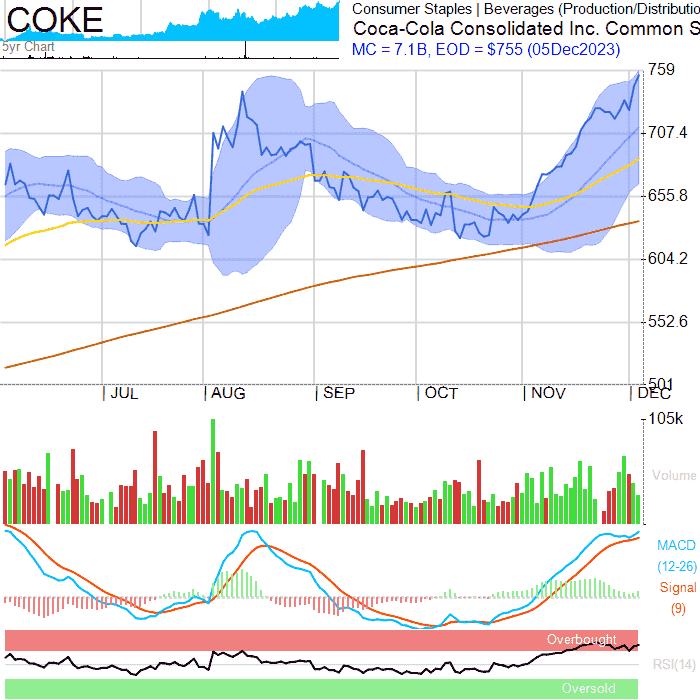 COKE
5yr Chart
Consumer Staples | Beverages (Production/Distributio
Coca-Cola Consolidated Inc. Common S
MC = 7.1B, EOD = $755 (05Dec2023)
759
707.4
655.8
604.2
552.6
501
JUL AUG SEP OCT NOV DEC
105k
Volume
MACD
(12-26)
Signal
(9)
Overbought
RSI(14)
Oversold